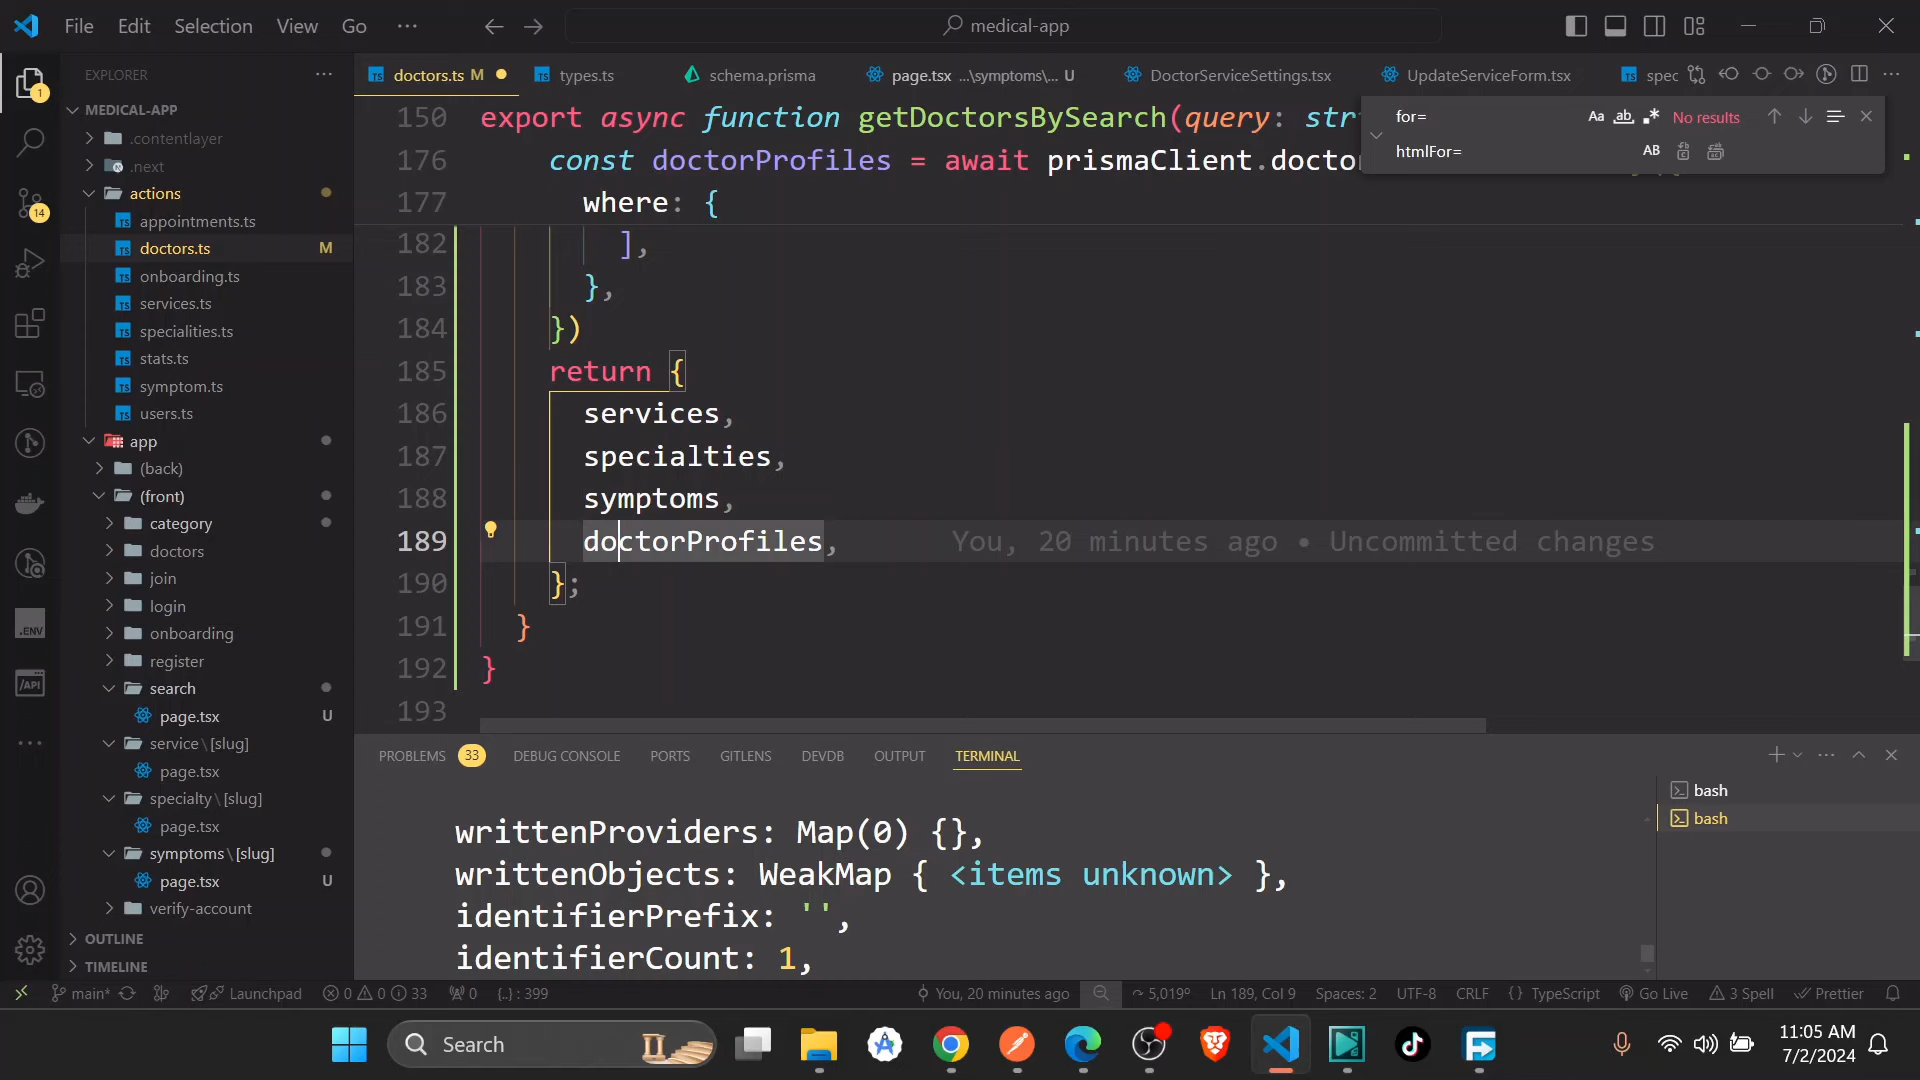 File Edit Selection View Go ···
medical-app
EXPLORER
MEDICAL-APP
.contentlayer
.next
actions
appointments.ts
doctors.ts M
onboarding.ts
services.ts
specialities.ts
stats.ts
symptom.ts
users.ts
app
(back)
(front)
category
doctors
join
login
onboarding
register
search
page.tsx U
service\[slug]
page.tsx
specialty\[slug]
page.tsx
symptoms\[slug]
page.tsx U
verify-account
OUTLINE
TIMELINE
1
14
.ENV
/API
doctors.ts M types.ts schema.prisma page.tsx ...\symptoms\... U DoctorServiceSettings.tsx UpdateServiceForm.tsx spec
for= Aa ab No results
htmlFor= AB
150 export async function getDoctorsBySearch(query: str
176 const doctorProfiles = await prismaClient.doctor
177 where: {
182 ],
183 },
184 })
185 return {
186 services,
187 specialties,
188 symptoms,
189 doctorProfiles, You, 20 minutes ago • Uncommitted changes
190 };
191 }
192 }
193
PROBLEMS 33 DEBUG CONSOLE PORTS GITLENS DEVDB OUTPUT TERMINAL
bash
bash
writtenProviders: Map(0) {},
writtenObjects: WeakMap { <items unknown> },
identifierPrefix: '',
identifierCount: 1,
main* Launchpad 0 0 33 0 {..} : 399 You, 20 minutes ago 5,019º Ln 189, Col 9 Spaces: 2 UTF-8 CRLF {} TypeScript Go Live 3 Spell Prettier
Search
11:05 AM
7/2/2024